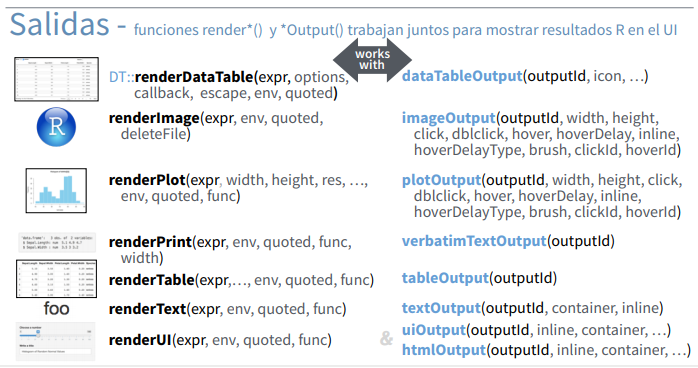 Salidas - funciones render*() y *Output() trabajan juntos para mostrar resultados R en el UI
works
with
DT::renderDataTable(expr, options,
callback, escape, env, quoted)
dataTableOutput(outputId, icon, …)
R
renderImage(expr, env, quoted,
deleteFile)
imageOutput(outputId, width, height,
click, dblclick, hover, hoverDelay, inline,
hoverDelayType, brush, clickId, hoverId)
renderPlot(expr, width, height, res, …,
env, quoted, func)
plotOutput(outputId, width, height, click,
dblclick, hover, hoverDelay, inline,
hoverDelayType, brush, clickId, hoverId)
renderPrint(expr, env, quoted, func,
width)
verbatimTextOutput(outputId)
renderTable(expr,…, env, quoted, func)
tableOutput(outputId)
foo
renderText(expr, env, quoted, func)
textOutput(outputId, container, inline)
renderUI(expr, env, quoted, func)
&
uiOutput(outputId, inline, container, …)
htmlOutput(outputId, inline, container, …)